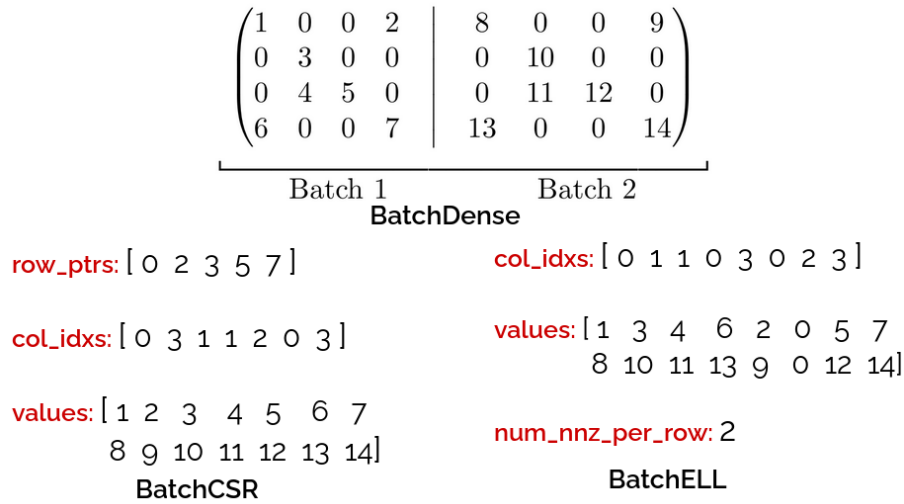 1 0 0 2 | 8 0 0 9
0 3 0 0 | 0 10 0 0
0 4 5 0 | 0 11 12 0
6 0 0 7 | 13 0 0 14
Batch 1 Batch 2
BatchDense
row_ptrs: [ 0 2 3 5 7 ]
col_idxs: [ 0 3 1 1 2 0 3 ]
values: [ 1 2 3 4 5 6 7
8 9 10 11 12 13 14]
BatchCSR
col_idxs: [ 0 1 1 0 3 0 2 3 ]
values: [ 1 3 4 6 2 0 5 7
8 10 11 13 9 0 12 14]
num_nnz_per_row: 2
BatchELL